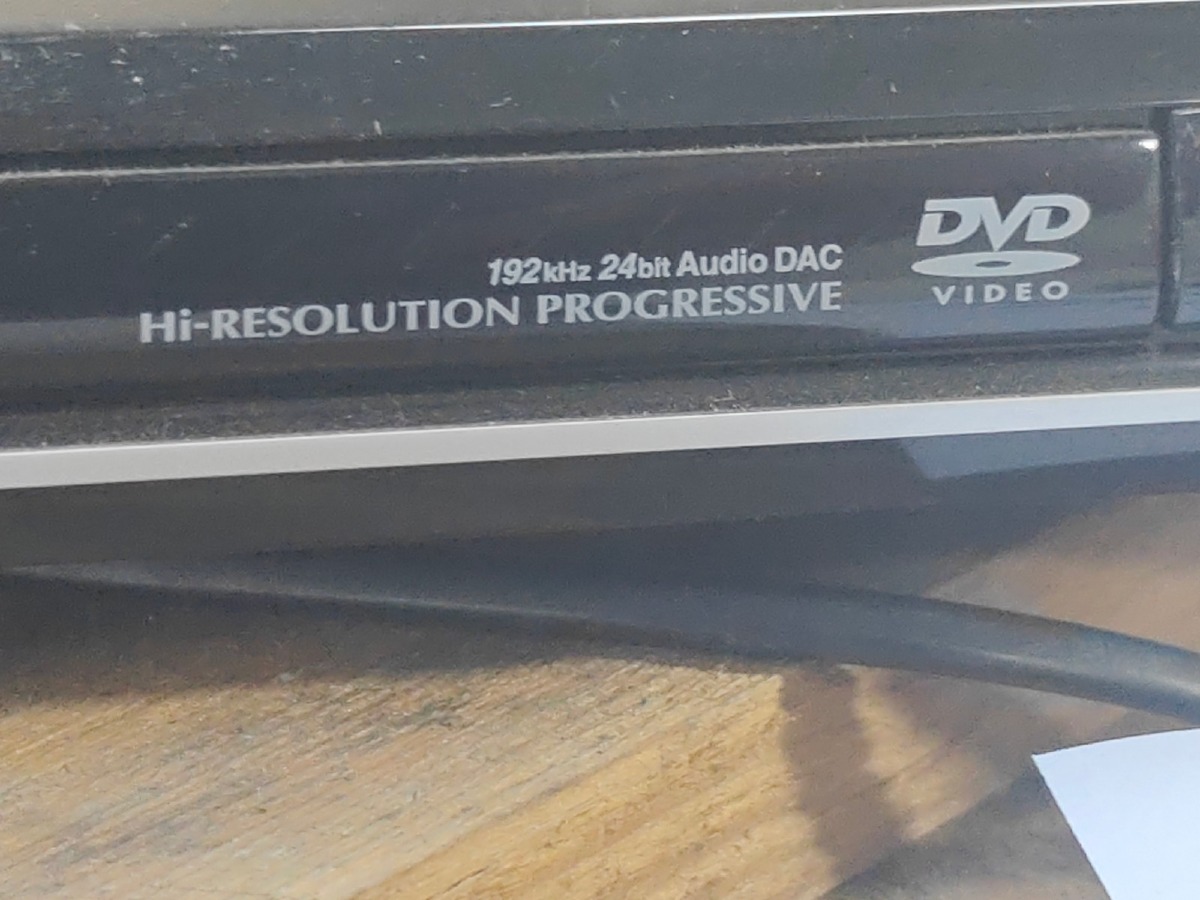 192kHz 24bit Audio DAC
Hi-RESOLUTION PROGRESSIVE
DVD
VIDEO